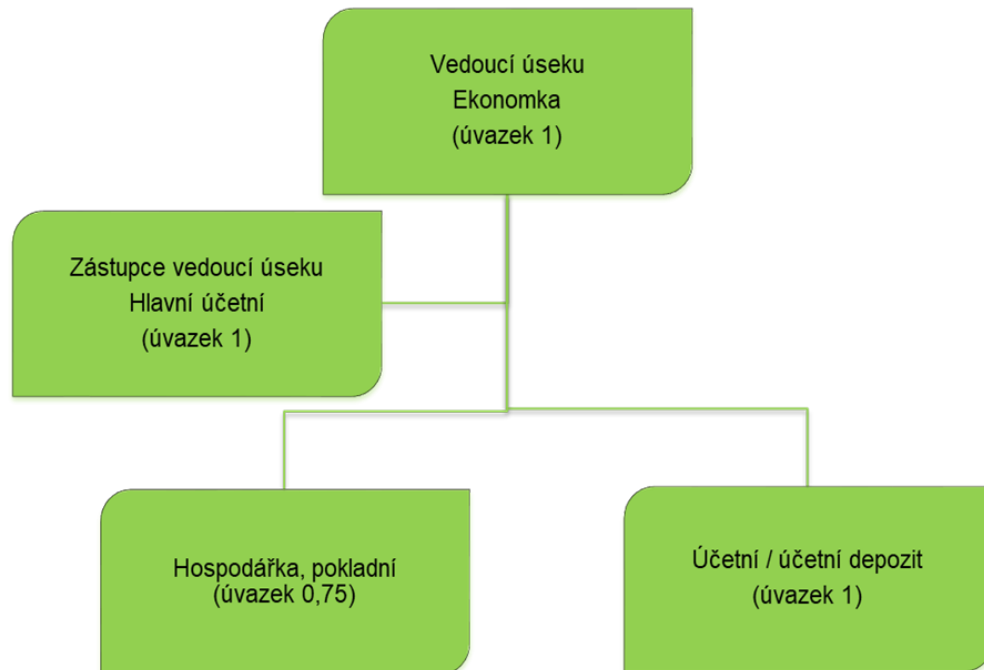 Vedoucí úseku
Ekonomka
(úvazek 1)
Zástupce vedoucí úseku
Hlavní účetní
(úvazek 1)
Hospodářka, pokladní
(úvazek 0,75)
Účetní / účetní depozit
(úvazek 1)